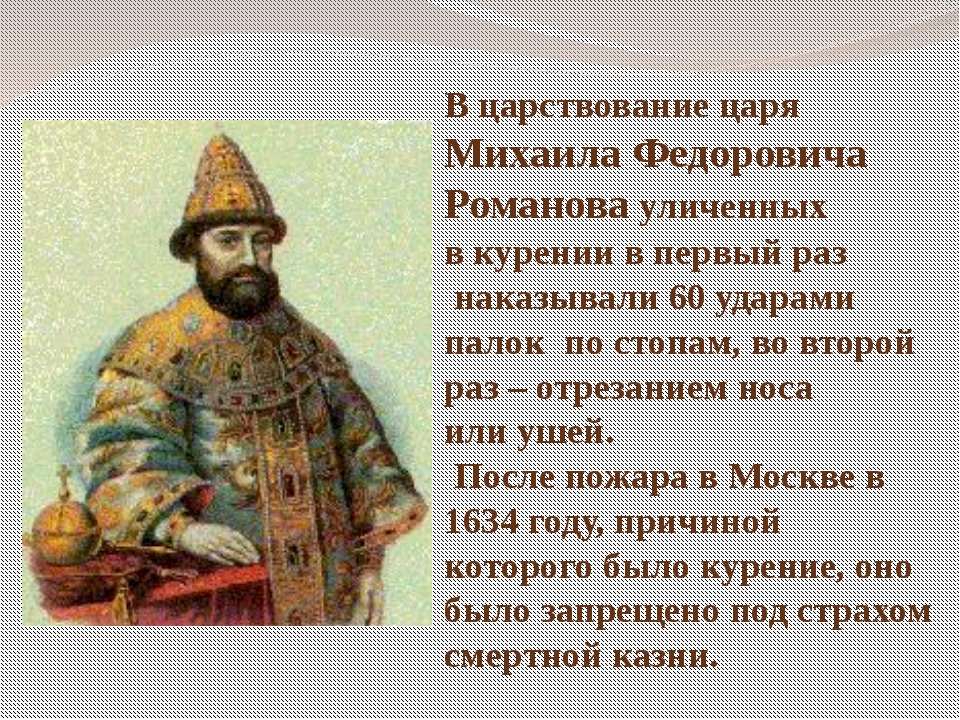 В царствование царя
Михаила Федоровича
Романова уличенных
в курении в первый раз
наказывали 60 ударами
палок по стопам, во второй
раз – отрезанием носа
или ушей.
После пожара в Москве в
1634 году, причиной
которого было курение, оно
было запрещено под страхом
смертной казни.